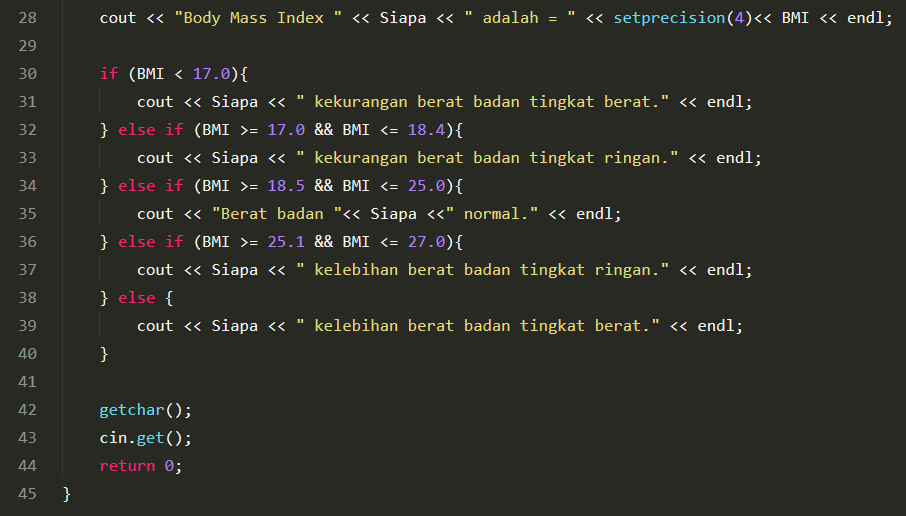 28 cout << "Body Mass Index " << Siapa << " adalah = " << setprecision(4)<< BMI << endl;
29
30 if (BMI < 17.0){
31 cout << Siapa << " kekurangan berat badan tingkat berat." << endl;
32 } else if (BMI >= 17.0 && BMI <= 18.4){
33 cout << Siapa << " kekurangan berat badan tingkat ringan." << endl;
34 } else if (BMI >= 18.5 && BMI <= 25.0){
35 cout << "Berat badan "<< Siapa <<" normal." << endl;
36 } else if (BMI >= 25.1 && BMI <= 27.0){
37 cout << Siapa << " kelebihan berat badan tingkat ringan." << endl;
38 } else {
39 cout << Siapa << " kelebihan berat badan tingkat berat." << endl;
40 }
41
42 getchar();
43 cin.get();
44 return 0;
45 }